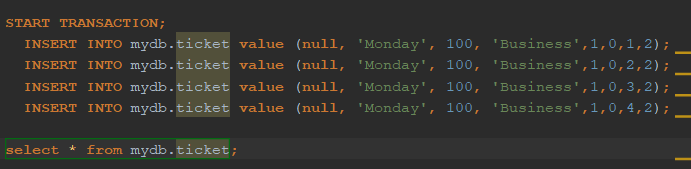 START TRANSACTION;
INSERT INTO mydb.ticket value (null, 'Monday', 100, 'Business',1,0,1,2);
INSERT INTO mydb.ticket value (null, 'Monday', 100, 'Business',1,0,2,2);
INSERT INTO mydb.ticket value (null, 'Monday', 100, 'Business',1,0,3,2);
INSERT INTO mydb.ticket value (null, 'Monday', 100, 'Business',1,0,4,2);
select * from mydb.ticket;